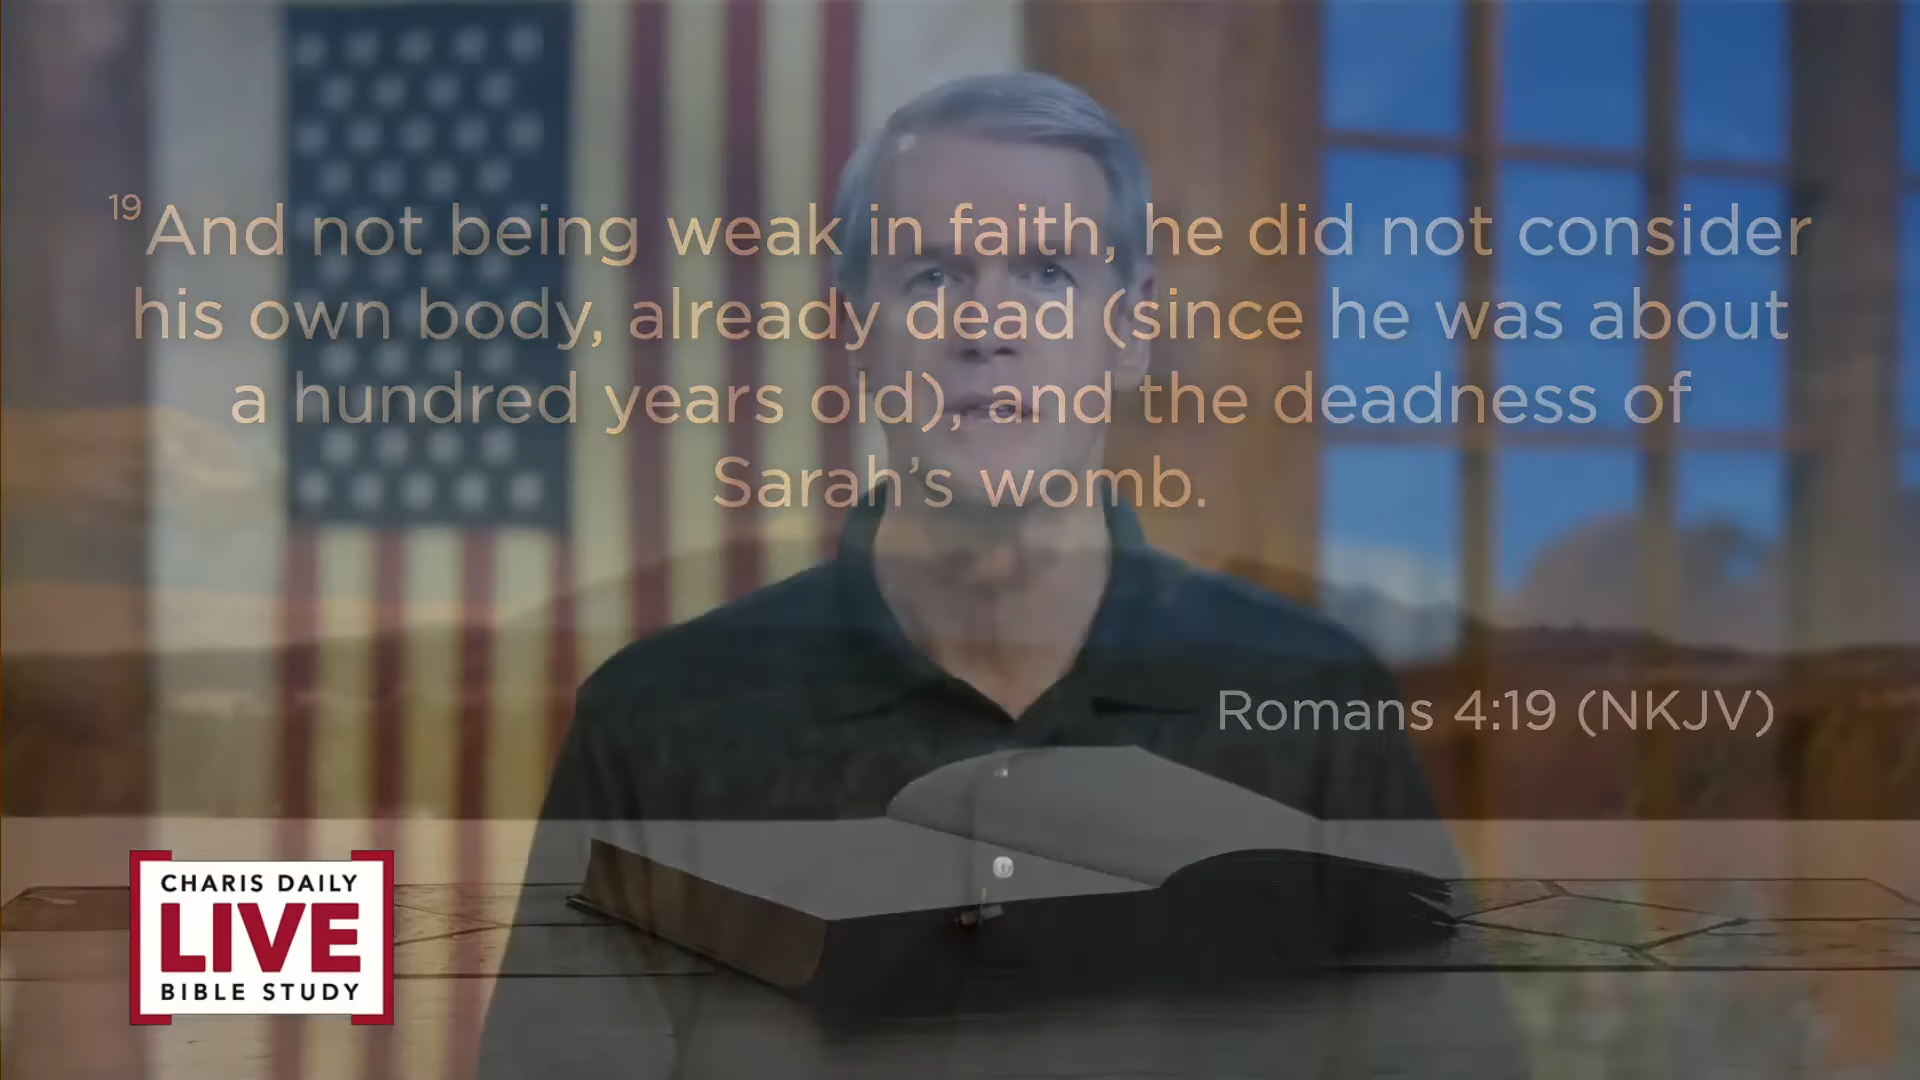 19 And not being weak in faith, he did not consider
his own body, already dead (since he was about
a hundred years old), and the deadness of
Sarah’s womb.
Romans 4:19 (NKJV)
CHARIS DAILY
LIVE
BIBLE STUDY